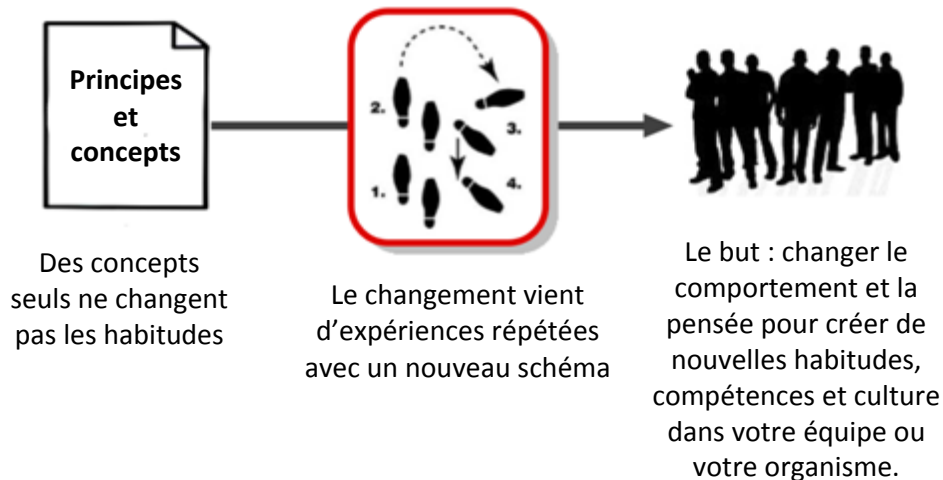 Principes
et
concepts
2.
3.
1.
4.
Des concepts
seuls ne changent
pas les habitudes
Le changement vient
d’expériences répétées
avec un nouveau schéma
Le but : changer le
comportement et la
pensée pour créer de
nouvelles habitudes,
compétences et culture
dans votre équipe ou
votre organisme.